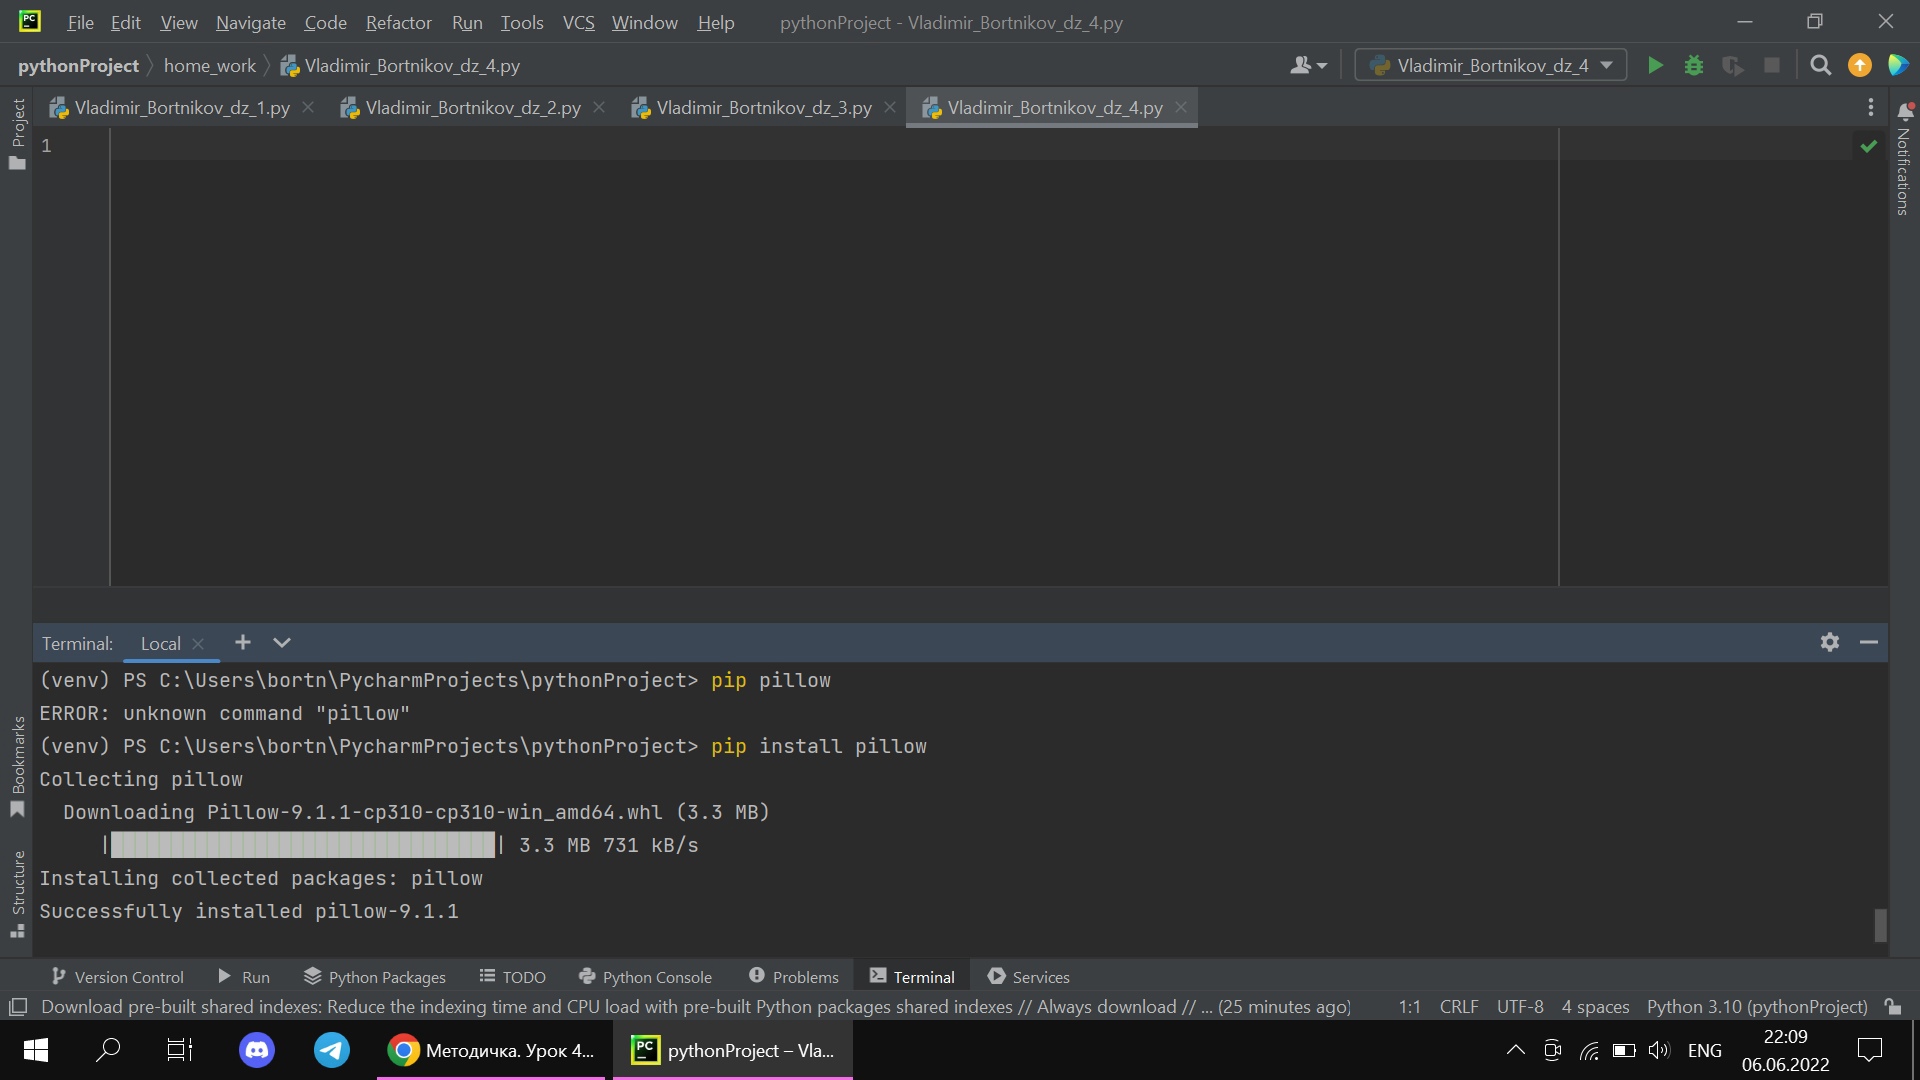 PC File Edit View Navigate Code Refactor Run Tools VCS Window Help pythonProject - Vladimir_Bortnikov_dz_4.py
pythonProject home_work Vladimir_Bortnikov_dz_4.py Vladimir_Bortnikov_dz_4
Vladimir_Bortnikov_dz_1.py Vladimir_Bortnikov_dz_2.py Vladimir_Bortnikov_dz_3.py Vladimir_Bortnikov_dz_4.py
Project
Notifications
1
Terminal: Local
(venv) PS C:\Users\bortn\PycharmProjects\pythonProject> pip pillow
ERROR: unknown command "pillow"
(venv) PS C:\Users\bortn\PycharmProjects\pythonProject> pip install pillow
Collecting pillow
Downloading Pillow-9.1.1-cp310-cp310-win_amd64.whl (3.3 MB)
| | 3.3 MB 731 kB/s
Installing collected packages: pillow
Successfully installed pillow-9.1.1
Bookmarks
Structure
Version Control Run Python Packages TODO Python Console Problems Terminal Services
Download pre-built shared indexes: Reduce the indexing time and CPU load with pre-built Python packages shared indexes // Always download // ... (25 minutes ago) 1:1 CRLF UTF-8 4 spaces Python 3.10 (pythonProject)
Методичка. Урок 4... PC pythonProject – Vla... ENG 22:09
06.06.2022